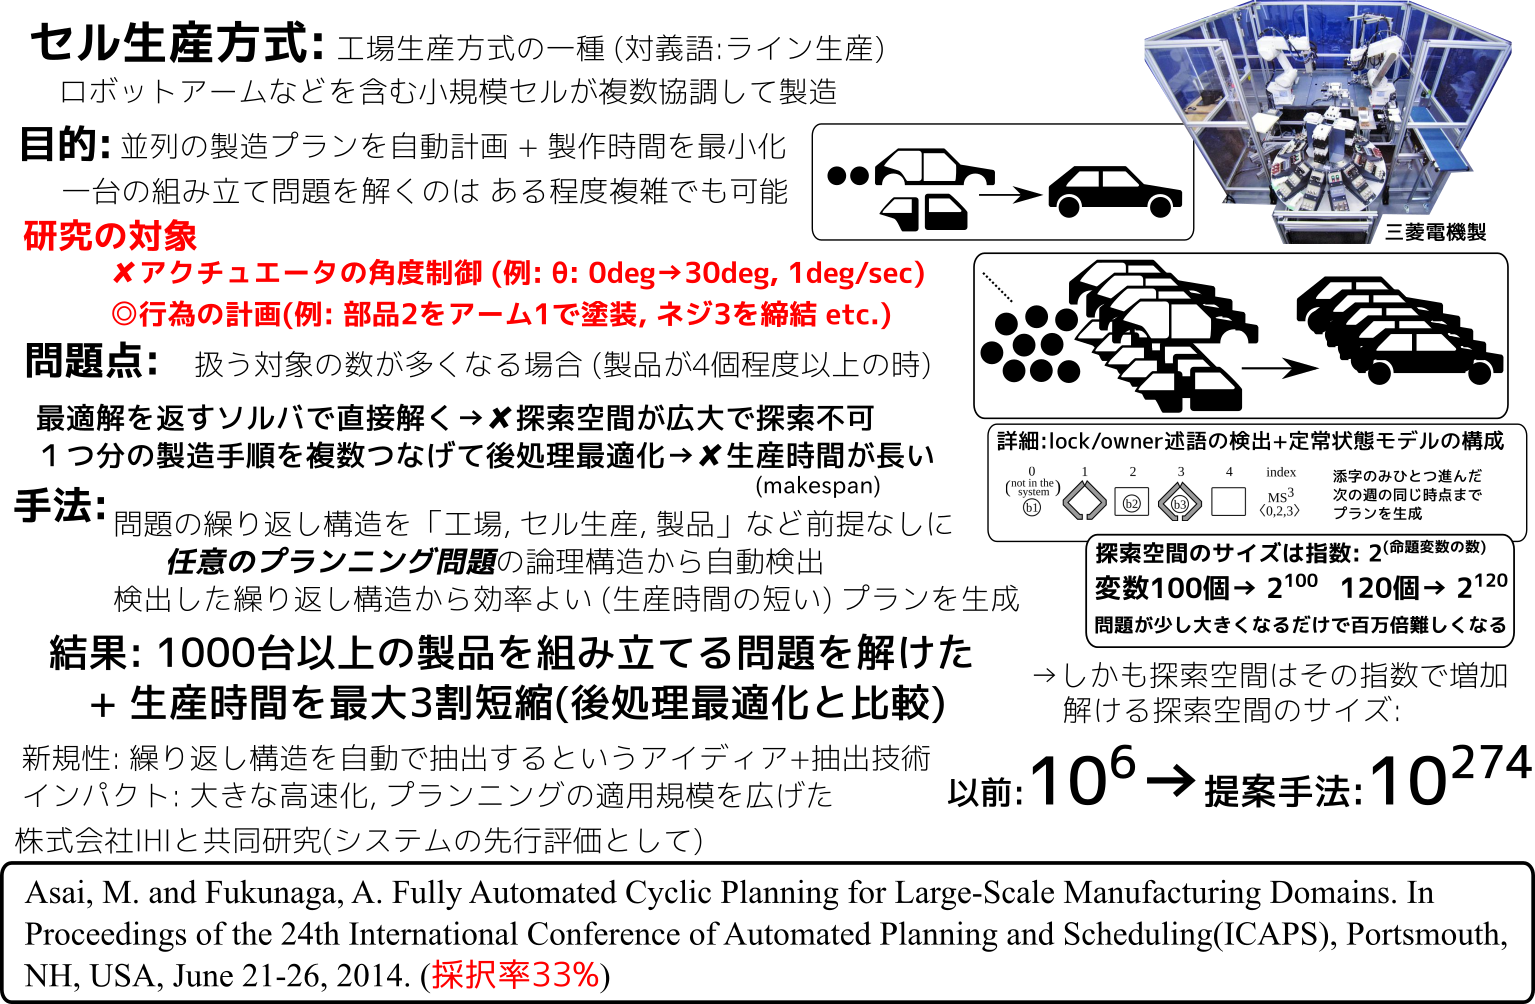 セル生産方式: 工場生産方式の一種 (対義語:ライン生産)
ロボットアームなどを含む小規模セルが複数協調して製造
目的: 並列の製造プランを自動計画 + 製作時間を最小化
一台の組み立て問題を解くのは ある程度複雑でも可能
三菱電機製
研究の対象
✘アクチュエータの角度制御 (例: θ: 0deg→30deg, 1deg/sec)
◎行為の計画(例: 部品2をアーム1で塗装, ネジ3を締結 etc.)
問題点: 扱う対象の数が多くなる場合 (製品が4個程度以上の時)
最適解を返すソルバで直接解く→✘探索空間が広大で探索不可
１つ分の製造手順を複数つなげて後処理最適化→✘生産時間が長い
(makespan)
手法: 問題の繰り返し構造を「工場, セル生産, 製品」など前提なしに
任意のプランニング問題の論理構造から自動検出
検出した繰り返し構造から効率よい (生産時間の短い) プランを生成
詳細:lock/owner述語の検出+定常状態モデルの構成
0 1 2 3 4 index
(not in the
system)
b1 b2 b3
MS³
⟨0,2,3⟩
添字のみひとつ進んだ
次の週の同じ時点まで
プランを生成
探索空間のサイズは指数: 2^(命題変数の数)
変数100個→ 2^100 120個→ 2^120
問題が少し大きくなるだけで百万倍難しくなる
結果: 1000台以上の製品を組み立てる問題を解けた
+ 生産時間を最大3割短縮(後処理最適化と比較)
→しかも探索空間はその指数で増加
解ける探索空間のサイズ:
以前:10^6→提案手法:10^274
新規性: 繰り返し構造を自動で抽出するというアイディア+抽出技術
インパクト: 大きな高速化, プランニングの適用規模を広げた
株式会社IHIと共同研究(システムの先行評価として)
Asai, M. and Fukunaga, A. Fully Automated Cyclic Planning for Large-Scale Manufacturing Domains. In
Proceedings of the 24th International Conference of Automated Planning and Scheduling(ICAPS), Portsmouth,
NH, USA, June 21-26, 2014. (採択率33%)